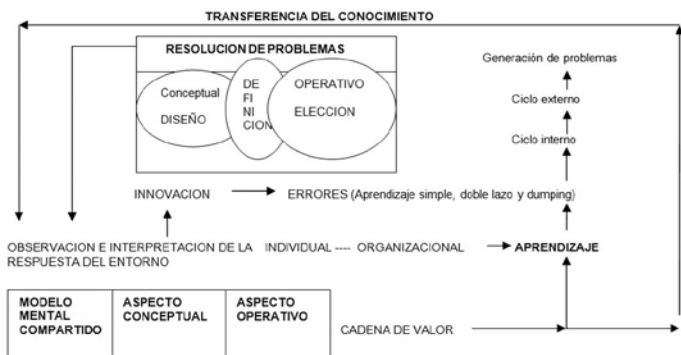 TRANSFERENCIA DEL CONOCIMIENTO
RESOLUCION DE PROBLEMAS
Conceptual
DISEÑO
DE
FI
NI
CION
OPERATIVO
ELECCION
Generación de problemas
Ciclo externo
Ciclo interno
INNOVACION
ERRORES (Aprendizaje simple, doble lazo y dumping)
OBSERVACION E INTERPRETACION DE LA INDIVIDUAL ---- ORGANIZACIONAL
RESPUESTA DEL ENTORNO
APRENDIZAJE
MODELO
MENTAL
COMPARTIDO
ASPECTO
CONCEPTUAL
ASPECTO
OPERATIVO
CADENA DE VALOR